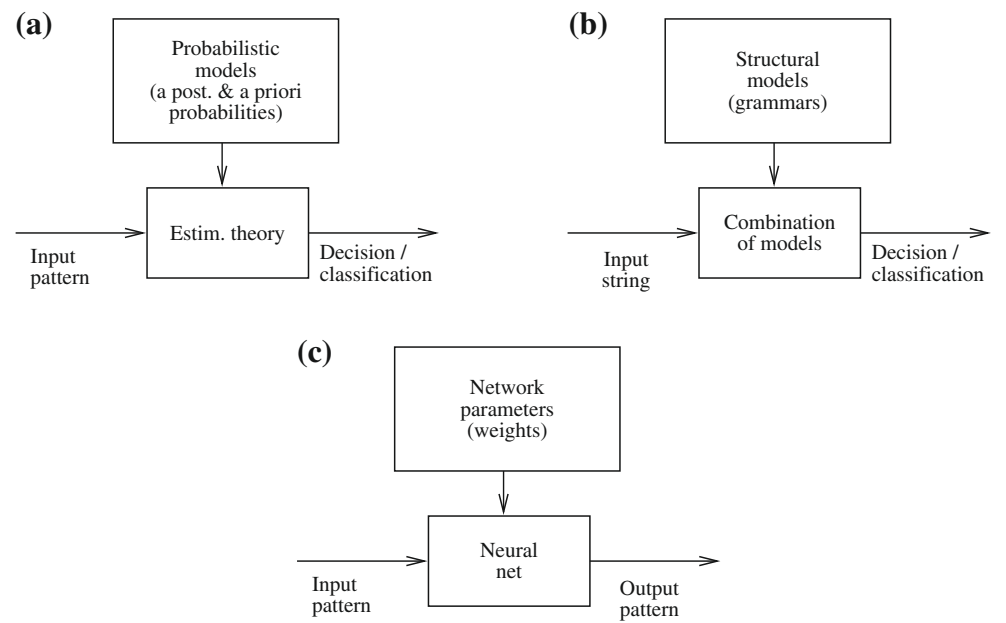 (a)
Probabilistic
models
(a post. & a priori
probabilities)
Estim. theory
Input
pattern
Decision /
classification
(b)
Structural
models
(grammars)
Combination
of models
Input
string
Decision /
classification
(c)
Network
parameters
(weights)
Neural
net
Input
pattern
Output
pattern